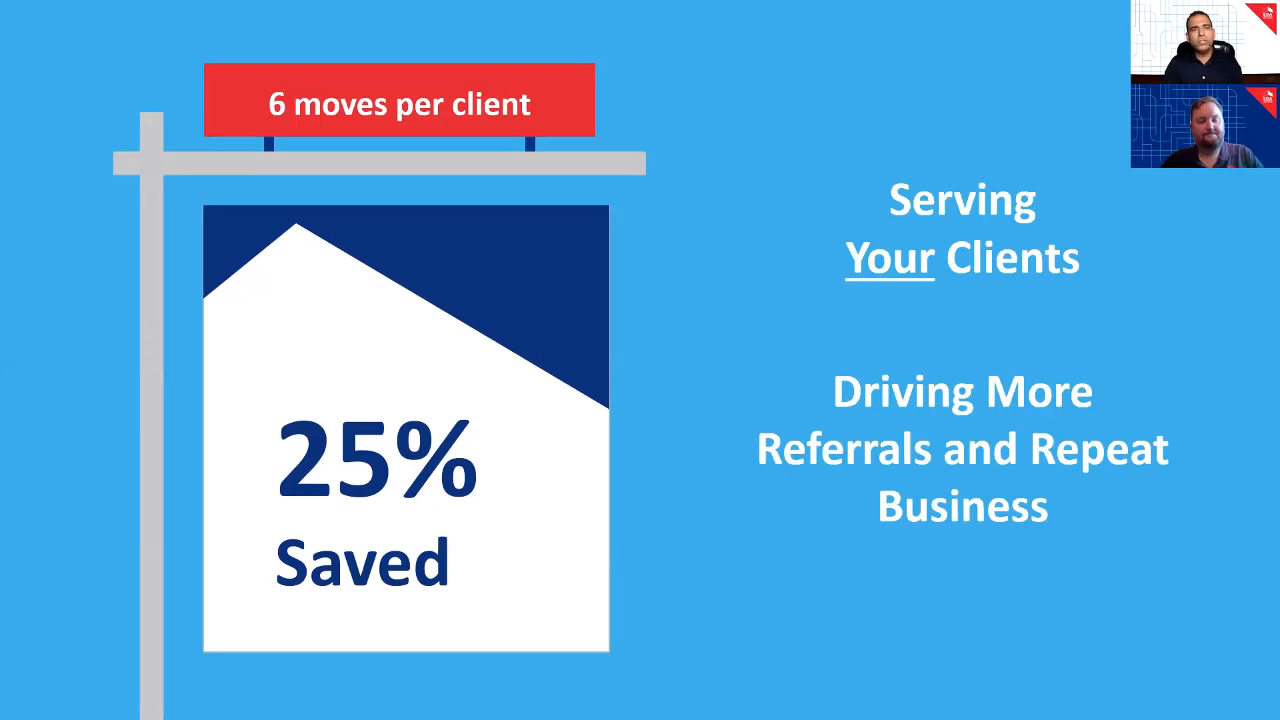 6 moves per client
25%
Saved
Serving
Your Clients
Driving More
Referrals and Repeat
Business